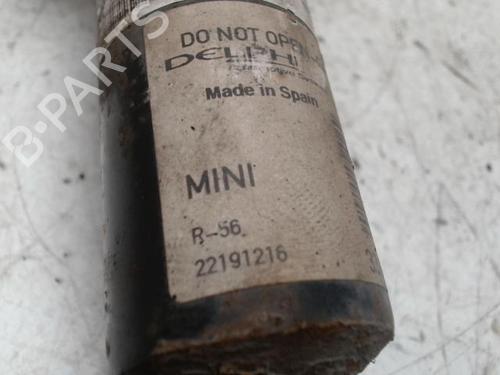 DO NOT OPEN
DELPHI
Made in Spain
MINI
R-56
22191216
B-PARTS